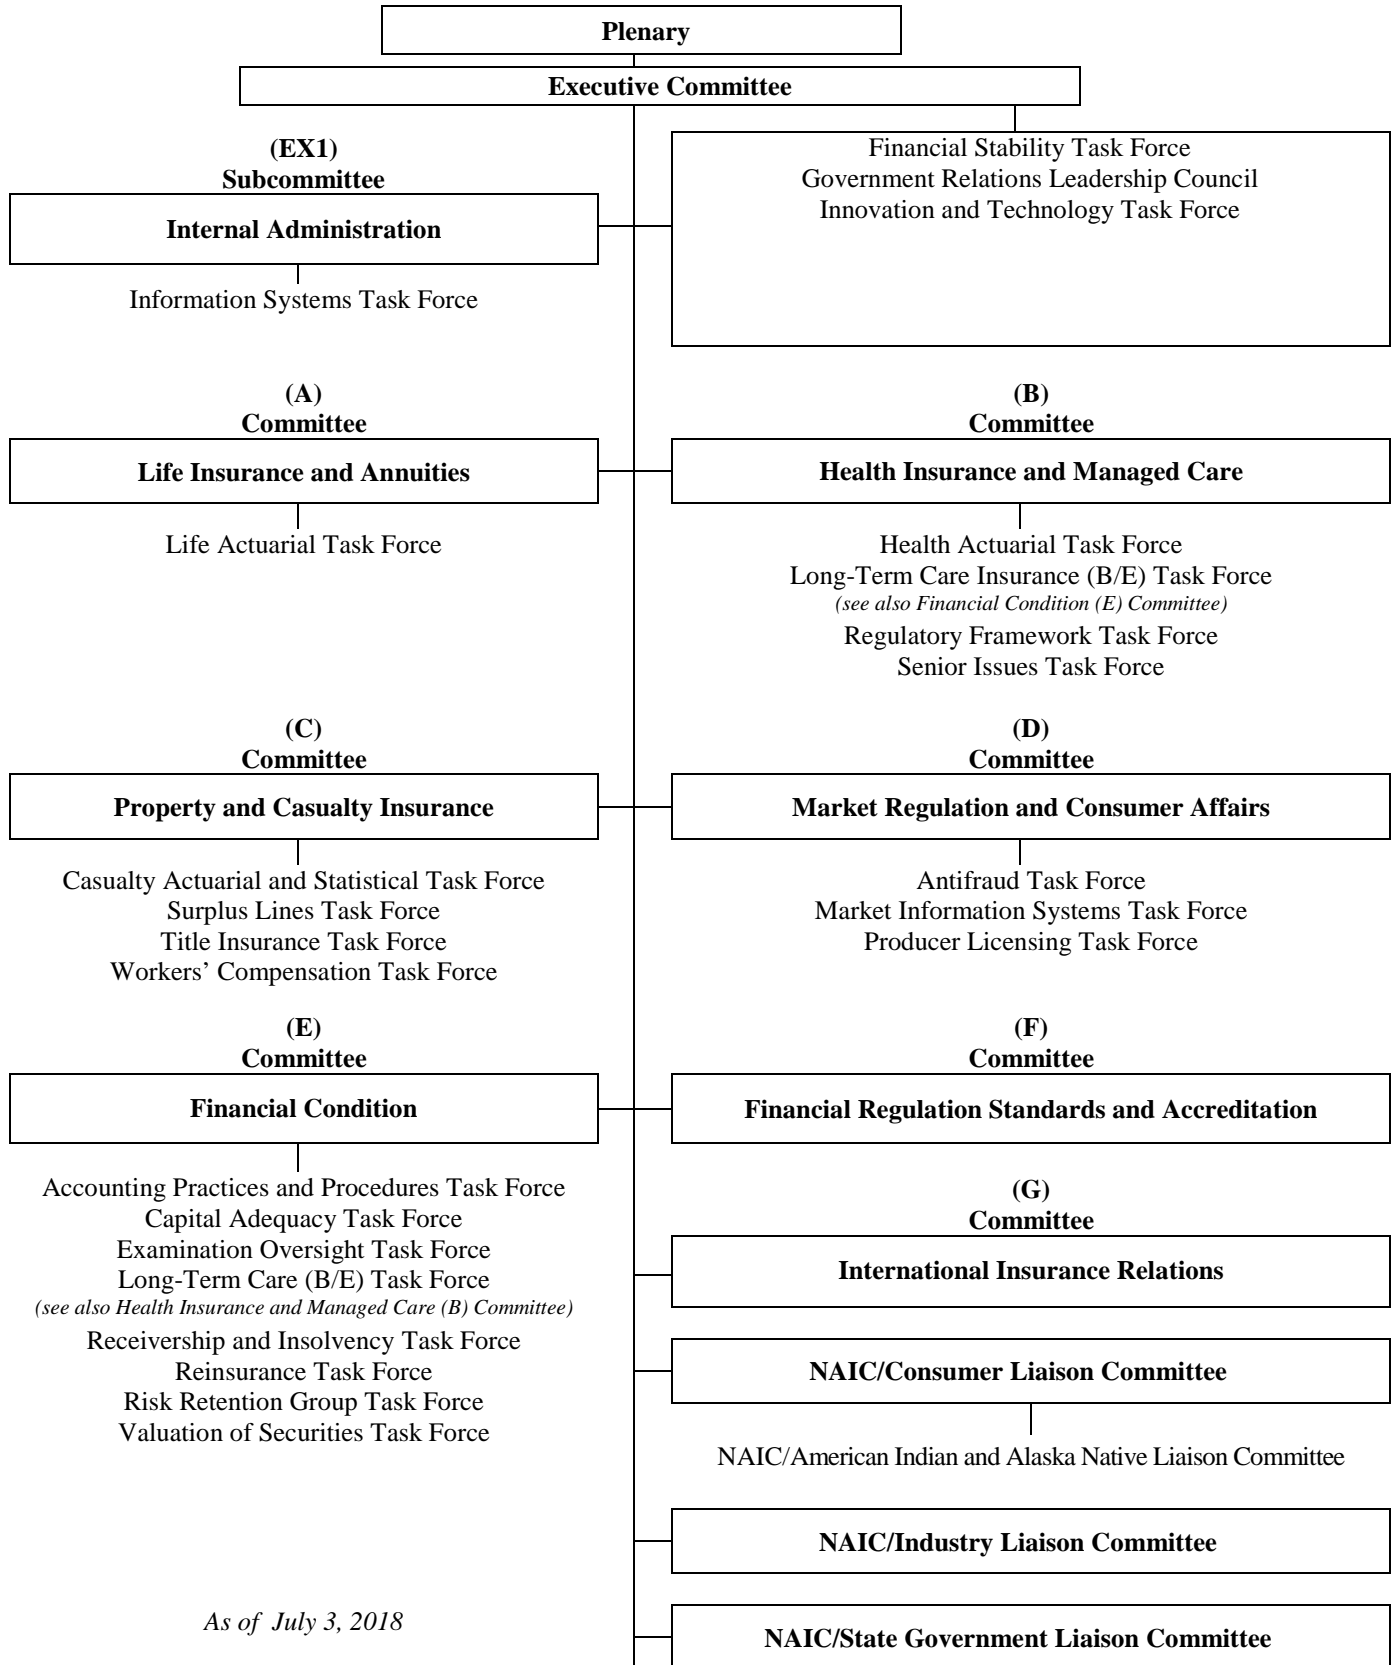 Plenary
Executive Committee
(EX1)
Subcommittee
Internal Administration
Information Systems Task Force
Financial Stability Task Force
Government Relations Leadership Council
Innovation and Technology Task Force
(A)
Committee
Life Insurance and Annuities
Life Actuarial Task Force
(B)
Committee
Health Insurance and Managed Care
Health Actuarial Task Force
Long-Term Care Insurance (B/E) Task Force
(see also Financial Condition (E) Committee)
Regulatory Framework Task Force
Senior Issues Task Force
(C)
Committee
Property and Casualty Insurance
Casualty Actuarial and Statistical Task Force
Surplus Lines Task Force
Title Insurance Task Force
Workers’ Compensation Task Force
(D)
Committee
Market Regulation and Consumer Affairs
Antifraud Task Force
Market Information Systems Task Force
Producer Licensing Task Force
(E)
Committee
Financial Condition
Accounting Practices and Procedures Task Force
Capital Adequacy Task Force
Examination Oversight Task Force
Long-Term Care (B/E) Task Force
(see also Health Insurance and Managed Care (B) Committee)
Receivership and Insolvency Task Force
Reinsurance Task Force
Risk Retention Group Task Force
Valuation of Securities Task Force
(F)
Committee
Financial Regulation Standards and Accreditation
(G)
Committee
International Insurance Relations
NAIC/Consumer Liaison Committee
NAIC/American Indian and Alaska Native Liaison Committee
NAIC/Industry Liaison Committee
NAIC/State Government Liaison Committee
As of July 3, 2018